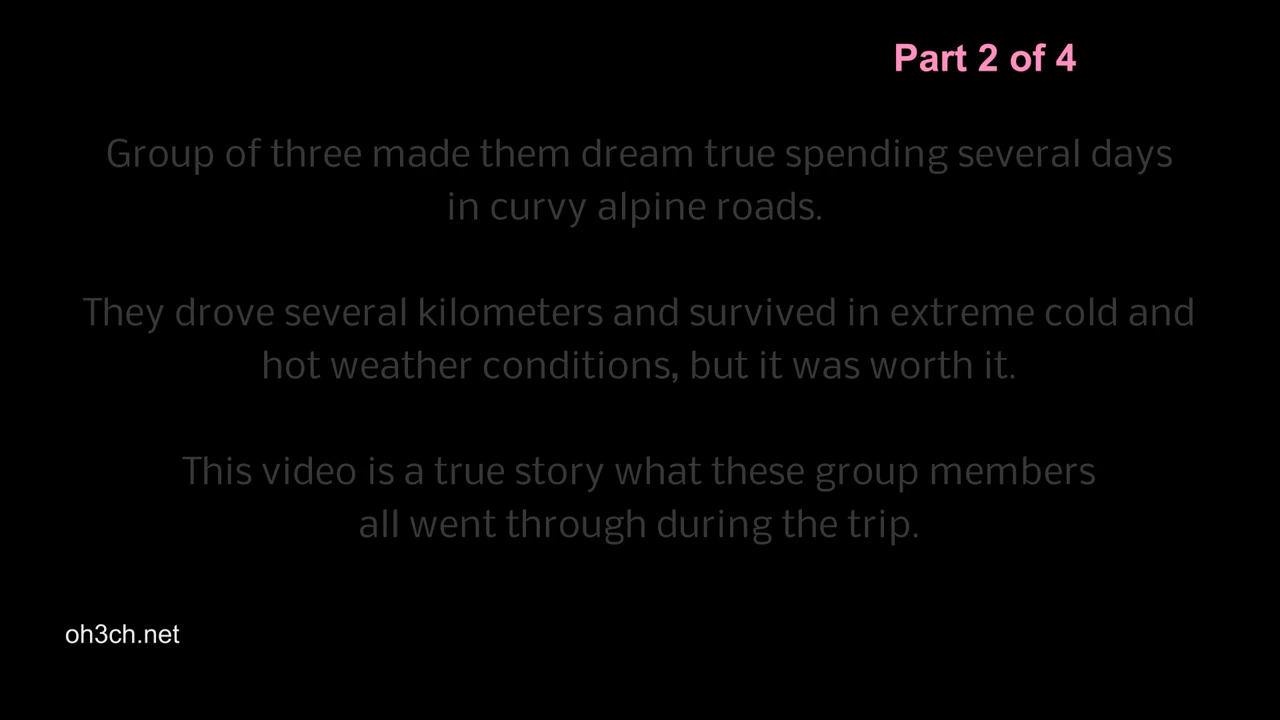 Part 2 of 4
Group of three made them dream true spending several days
in curvy alpine roads.
They drove several kilometers and survived in extreme cold and
hot weather conditions, but it was worth it.
This video is a true story what these group members
all went through during the trip.
oh3ch.net